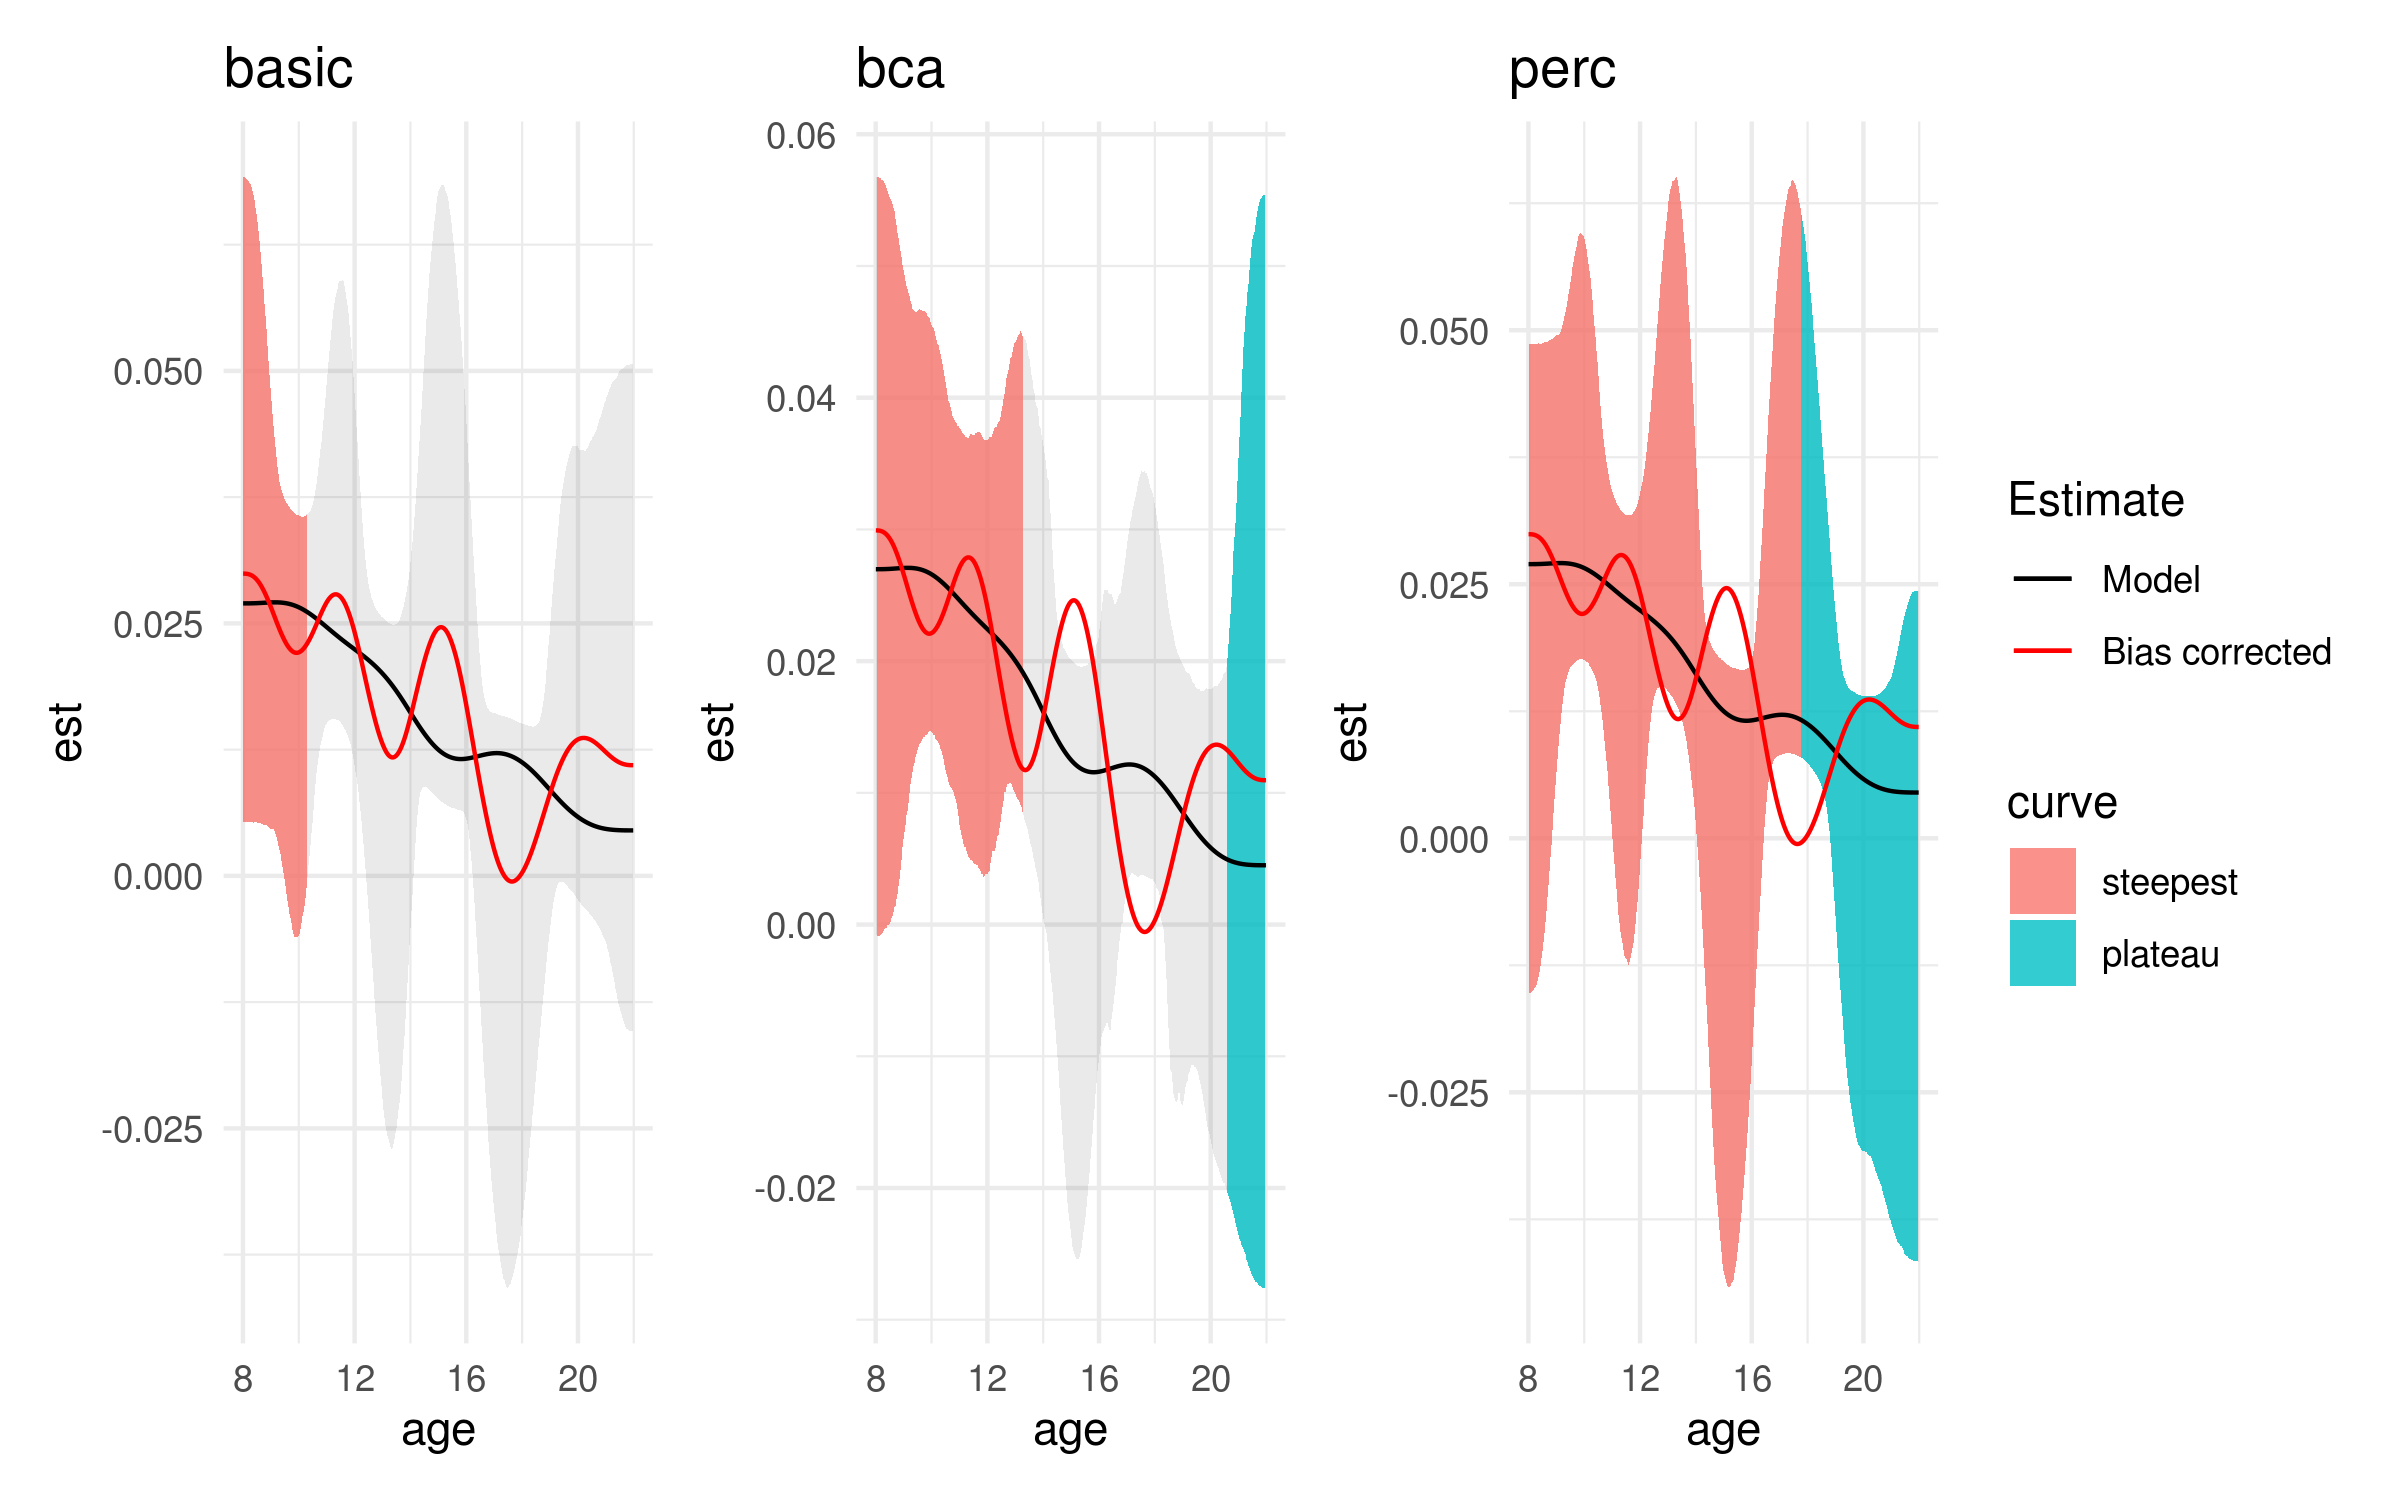 basic
0.050
0.025
0.000
-0.025
est
8 12 16 20
age
bca
0.06
0.04
0.02
0.00
-0.02
est
8 12 16 20
age
perc
0.050
0.025
0.000
-0.025
est
8 12 16 20
age
Estimate
Model
Bias corrected
curve
steepest
plateau